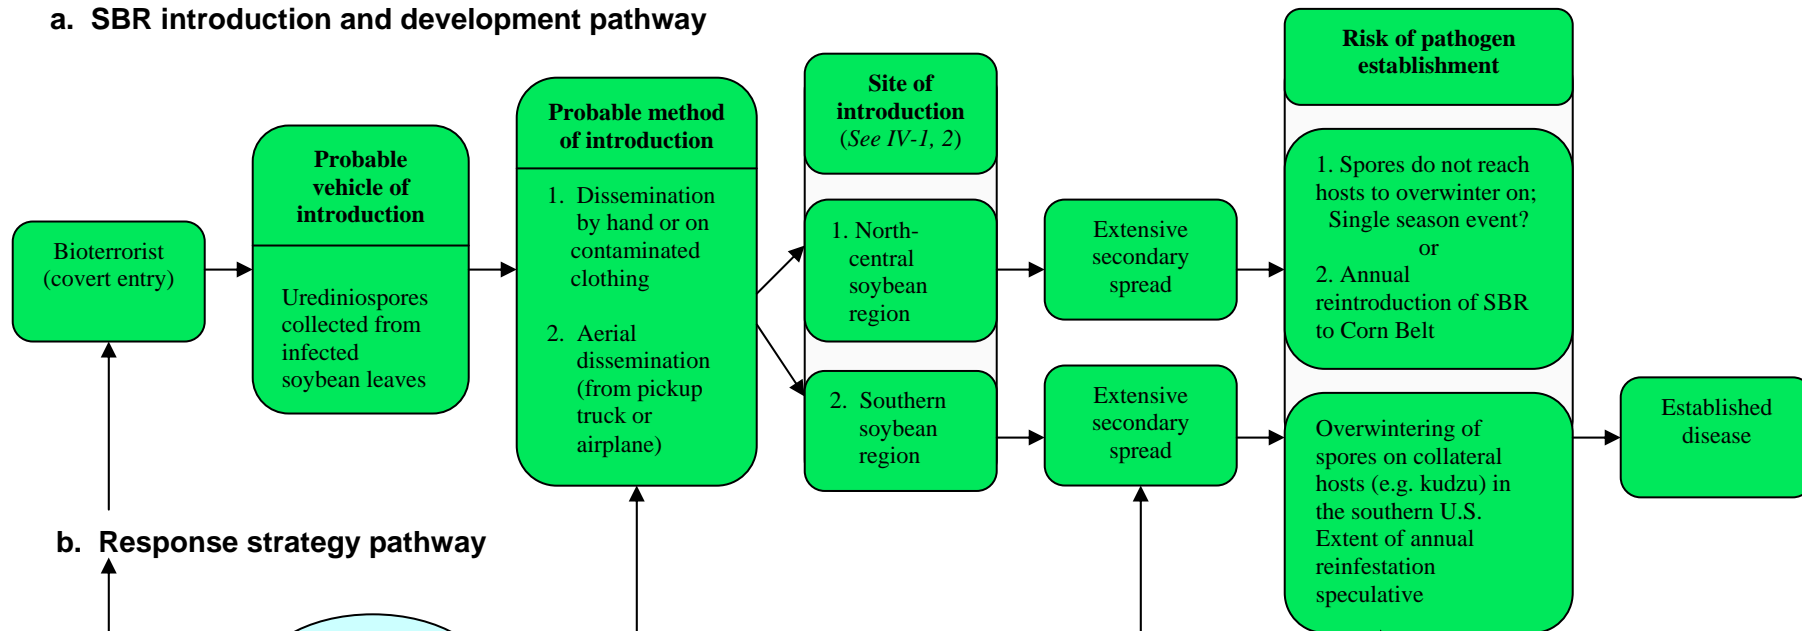 a. SBR introduction and development pathway
Bioterrorist
(covert entry)
Probable
vehicle of
introduction
Urediniospores
collected from
infected
soybean leaves
Probable method
of introduction
1. Dissemination
by hand or on
contaminated
clothing
2. Aerial
dissemination
(from pickup
truck or
airplane)
Site of
introduction
(See IV-1, 2)
1. North-
central
soybean
region
2. Southern
soybean
region
Extensive
secondary
spread
Extensive
secondary
spread
Risk of pathogen
establishment
1. Spores do not reach
hosts to overwinter on;
Single season event?
or
2. Annual
reintroduction of SBR
to Corn Belt
Overwintering of
spores on collateral
hosts (e.g. kudzu) in
the southern U.S.
Extent of annual
reinfestation
speculative
Established
disease
b. Response strategy pathway